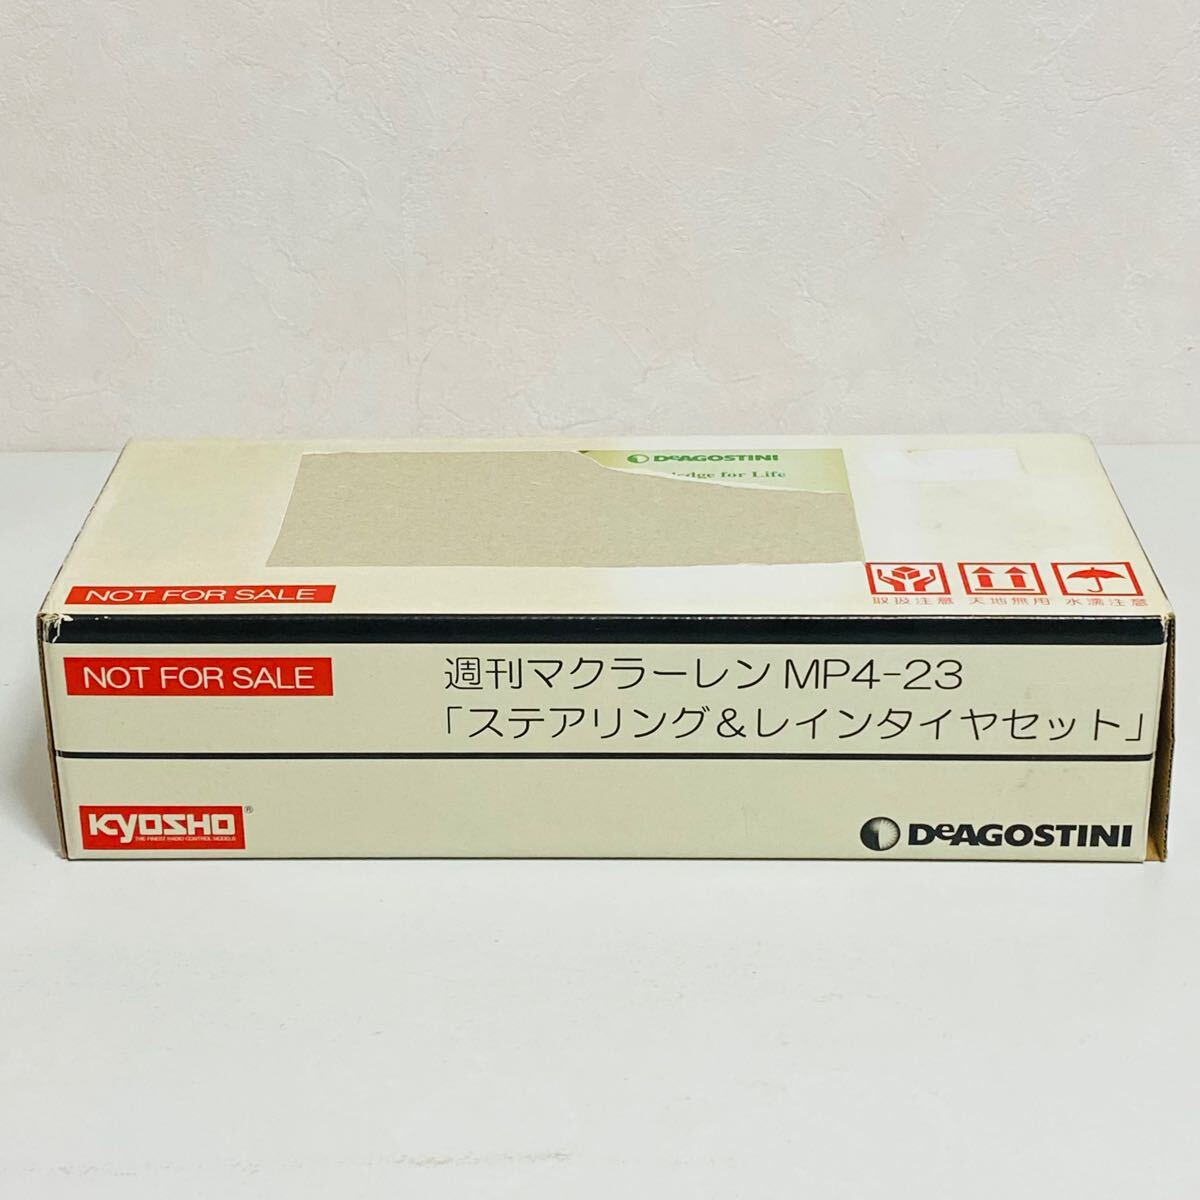 DeAGOSTINI
ledge for Life
NOT FOR SALE
取扱注意
天地無用
水濡注意
NOT FOR SALE
週刊マクラーレン MP4-23
「ステアリング&レインタイヤセット」
KYOSHO®
THE FINEST RADIO CONTROL MODELS
DeAGOSTINI